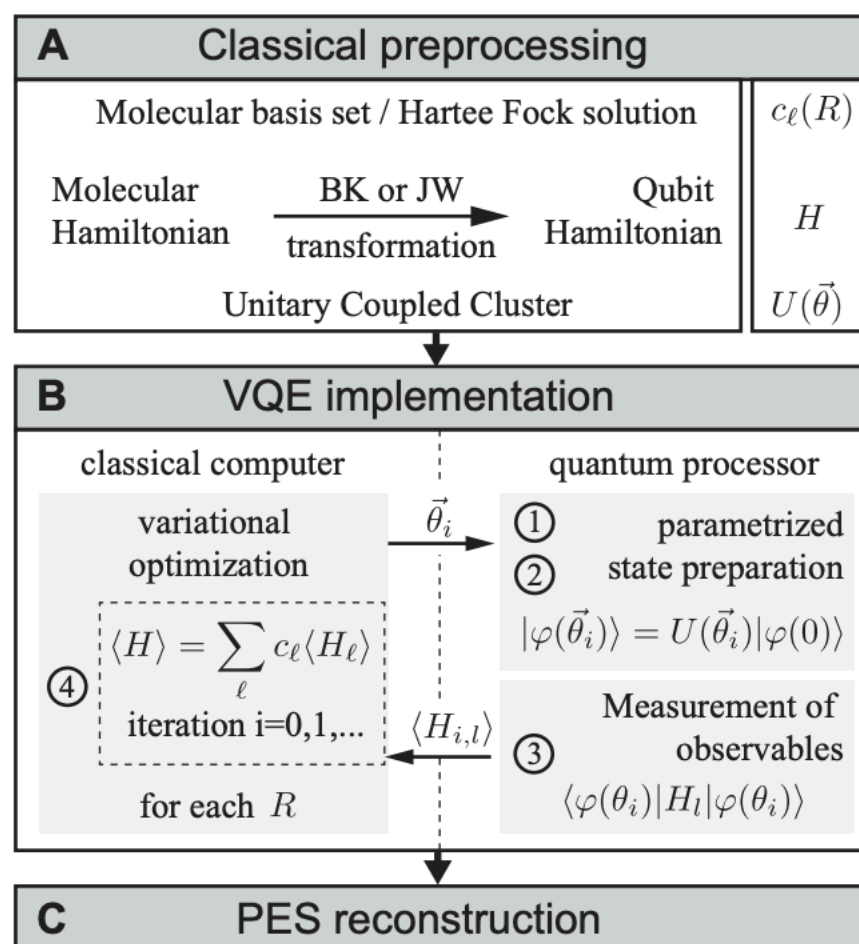 A Classical preprocessing
Molecular basis set / Hartee Fock solution
c_ℓ(R)
Molecular Hamiltonian
BK or JW
transformation
Qubit Hamiltonian
H
Unitary Coupled Cluster
U(θ⃗)
B VQE implementation
classical computer
quantum processor
variational
optimization
θ⃗_i
⟨H⟩ = ∑_ℓ c_ℓ⟨H_ℓ⟩
④
iteration i=0,1,...
for each R
① parametrized
② state preparation
|φ(θ⃗_i)⟩ = U(θ⃗_i)|φ(0)⟩
⟨H_{i,l}⟩
Measurement of
③ observables
⟨φ(θ_i)|H_l|φ(θ_i)⟩
C PES reconstruction